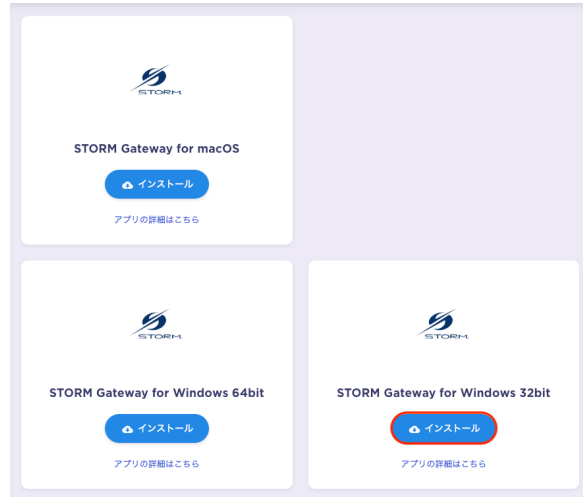 STORM
STORM Gateway for macOS
インストール
アプリの詳細はこちら
STORM
STORM Gateway for Windows 64bit
インストール
アプリの詳細はこちら
STORM
STORM Gateway for Windows 32bit
インストール
アプリの詳細はこちら